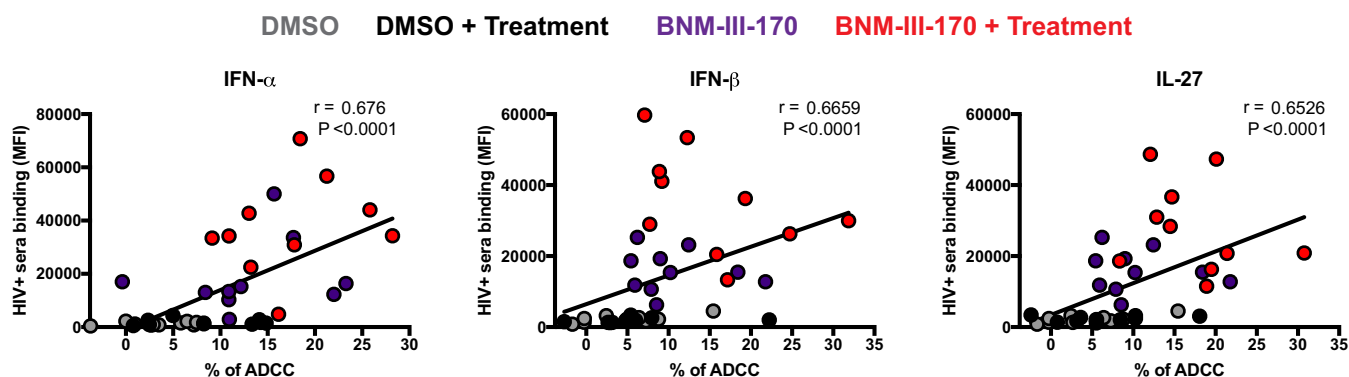 DMSO DMSO + Treatment BNM-III-170 BNM-III-170 + Treatment
IFN-α
r = 0.676
P <0.0001
HIV+ sera binding (MFI)
80000
60000
40000
20000
0
0 5 10 15 20 25 30
% of ADCC
IFN-β
r = 0.6659
P <0.0001
HIV+ sera binding (MFI)
60000
40000
20000
0
0 5 10 15 20 25 30 35
% of ADCC
IL-27
r = 0.6526
P <0.0001
HIV+ sera binding (MFI)
60000
40000
20000
0
0 5 10 15 20 25 30 35
% of ADCC